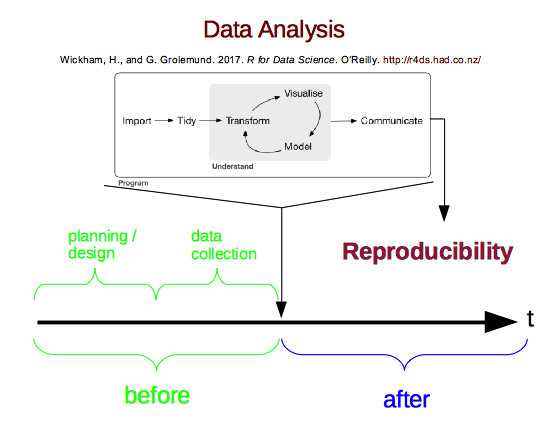 Data Analysis
Wickham, H., and G. Grolemund. 2017. R for Data Science. O'Reilly. http://r4ds.had.co.nz/
Visualise
Import Tidy Transform Communicate
Model
Understand
Program
planning /
design
data
collection
Reproducibility
t
before
after